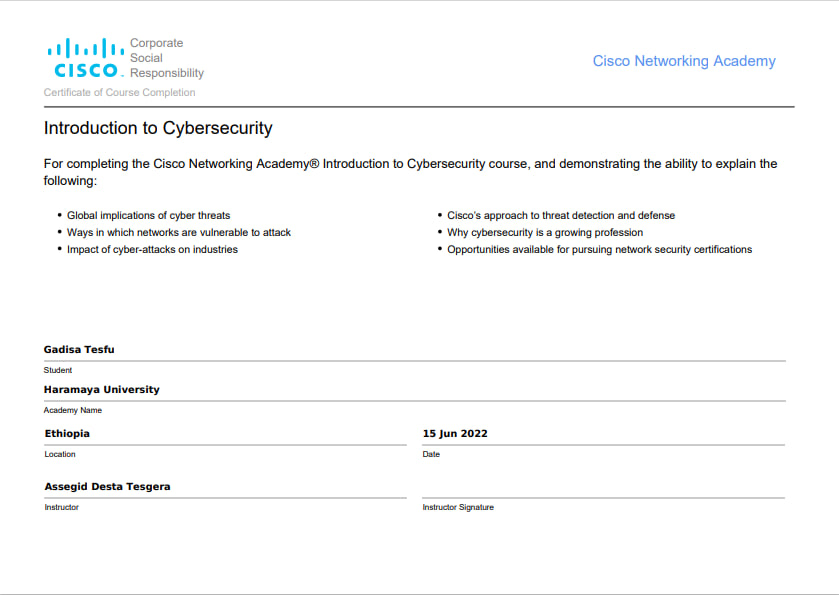 Corporate
Social
Responsibility
CISCO.
Cisco Networking Academy
Certificate of Course Completion
Introduction to Cybersecurity
For completing the Cisco Networking Academy® Introduction to Cybersecurity course, and demonstrating the ability to explain the
following:
• Global implications of cyber threats
• Ways in which networks are vulnerable to attack
• Impact of cyber-attacks on industries
• Cisco's approach to threat detection and defense
• Why cybersecurity is a growing profession
• Opportunities available for pursuing network security certifications
Gadisa Tesfu
Student
Haramaya University
Academy Name
Ethiopia
Location
15 Jun 2022
Date
Assegid Desta Tesgera
Instructor
Instructor Signature